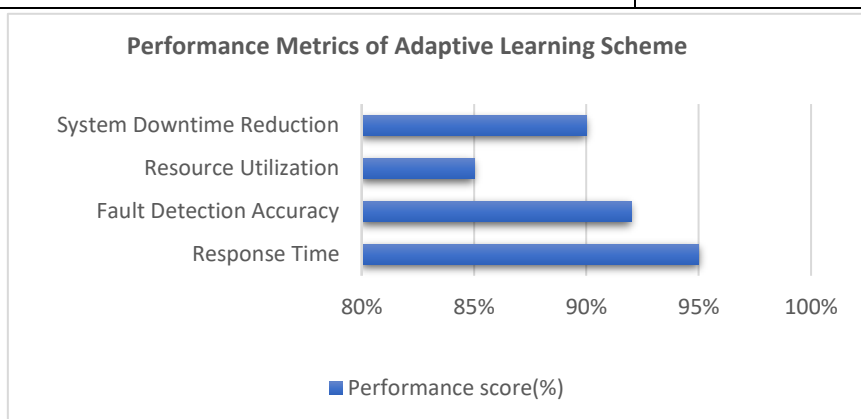 Performance Metrics of Adaptive Learning Scheme
System Downtime Reduction
Resource Utilization
Fault Detection Accuracy
Response Time
80% 85% 90% 95% 100%
Performance score(%)